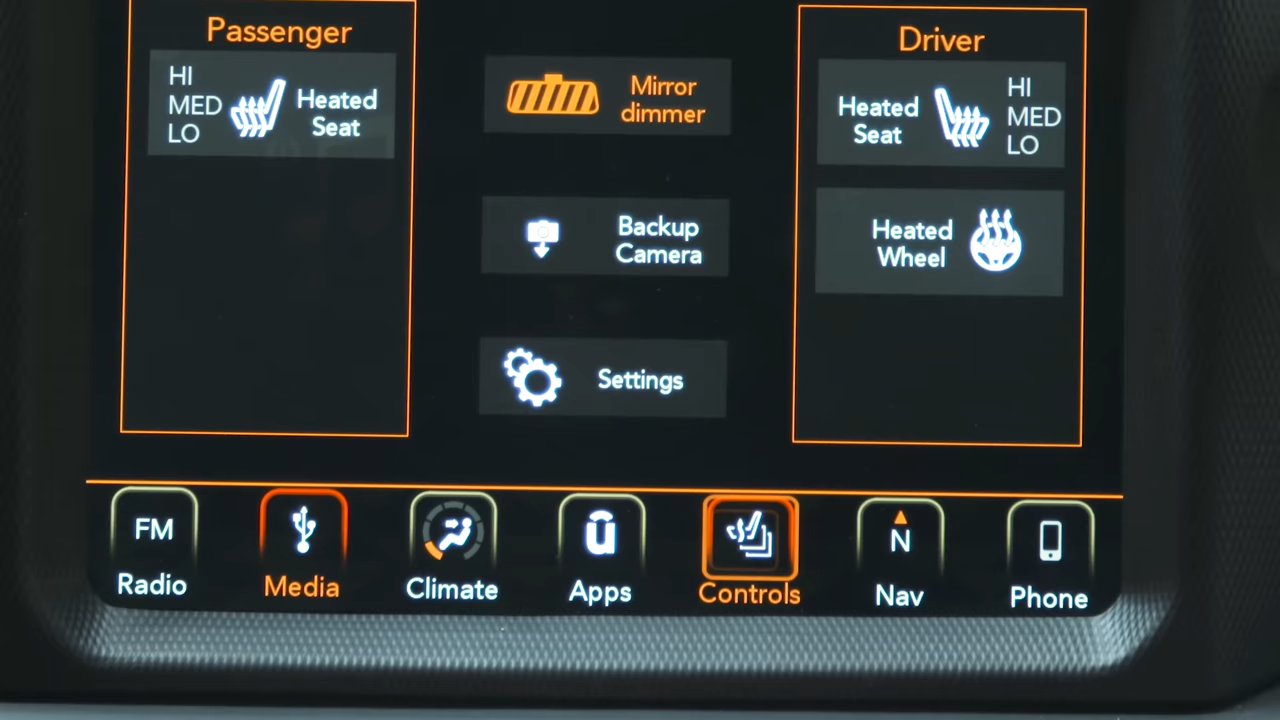 Passenger
HI
MED
LO
Heated
Seat
Mirror
dimmer
Backup
Camera
Settings
Driver
Heated
Seat
HI
MED
LO
Heated
Wheel
FM
Radio
Media
Climate
u
Apps
Controls
N
Nav
Phone